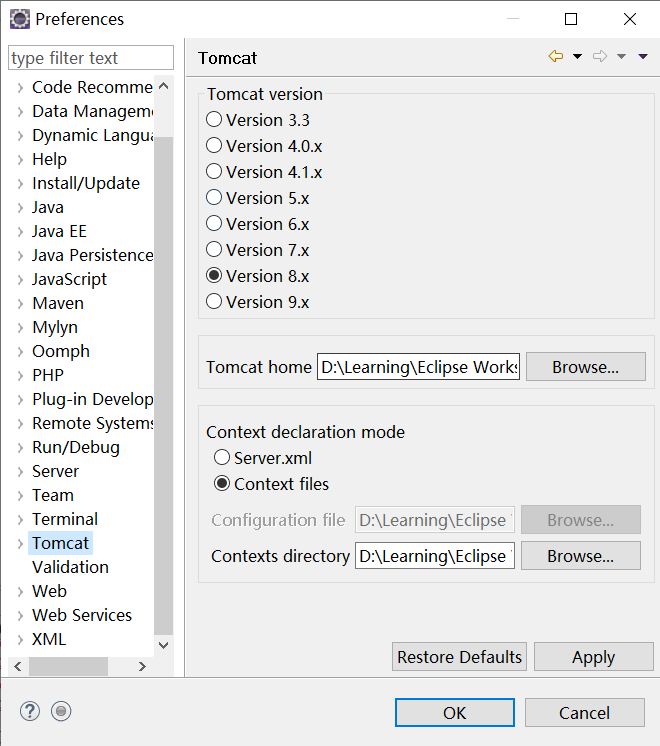 Preferences
type filter text
Code Recomme
Data Managem
Dynamic Langua
Help
Install/Update
Java
Java EE
Java Persistence
JavaScript
Maven
Mylyn
Oomph
PHP
Plug-in Develop
Remote Systems
Run/Debug
Server
Team
Terminal
Tomcat
Validation
Web
Web Services
XML
Tomcat
Tomcat version
Version 3.3
Version 4.0.x
Version 4.1.x
Version 5.x
Version 6.x
Version 7.x
Version 8.x
Version 9.x
Tomcat home D:\Learning\Eclipse Works Browse...
Context declaration mode
Server.xml
Context files
Configuration file D:\Learning\Eclipse Browse...
Contexts directory D:\Learning\Eclipse Browse...
Restore Defaults Apply
? OK Cancel